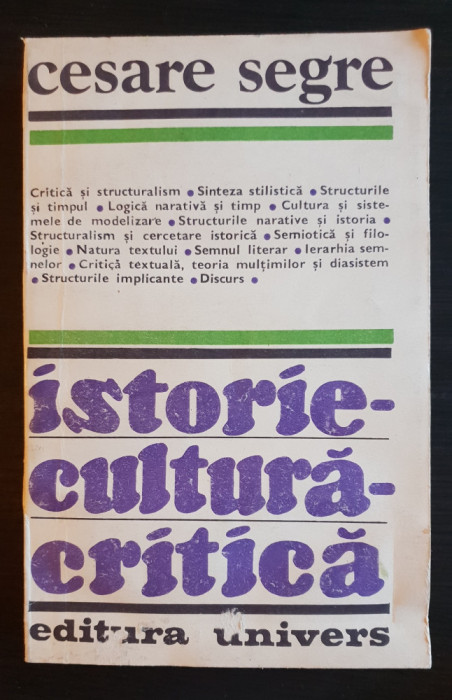 cesare segre
Critică și structuralism • Sinteza stilistică • Structurile
și timpul • Logică narativă și timp • Cultura și siste-
mele de modelizare • Structurile narative și istoria •
Structuralism și cercetare istorică • Semiotică și filo-
logie • Natura textului • Semnul literar • Ierarhia sem-
nelor • Critică textuală, teoria mulțimilor și diasistem
• Structurile implicante • Discurs •
istorie-
cultură-
critică
editura univers